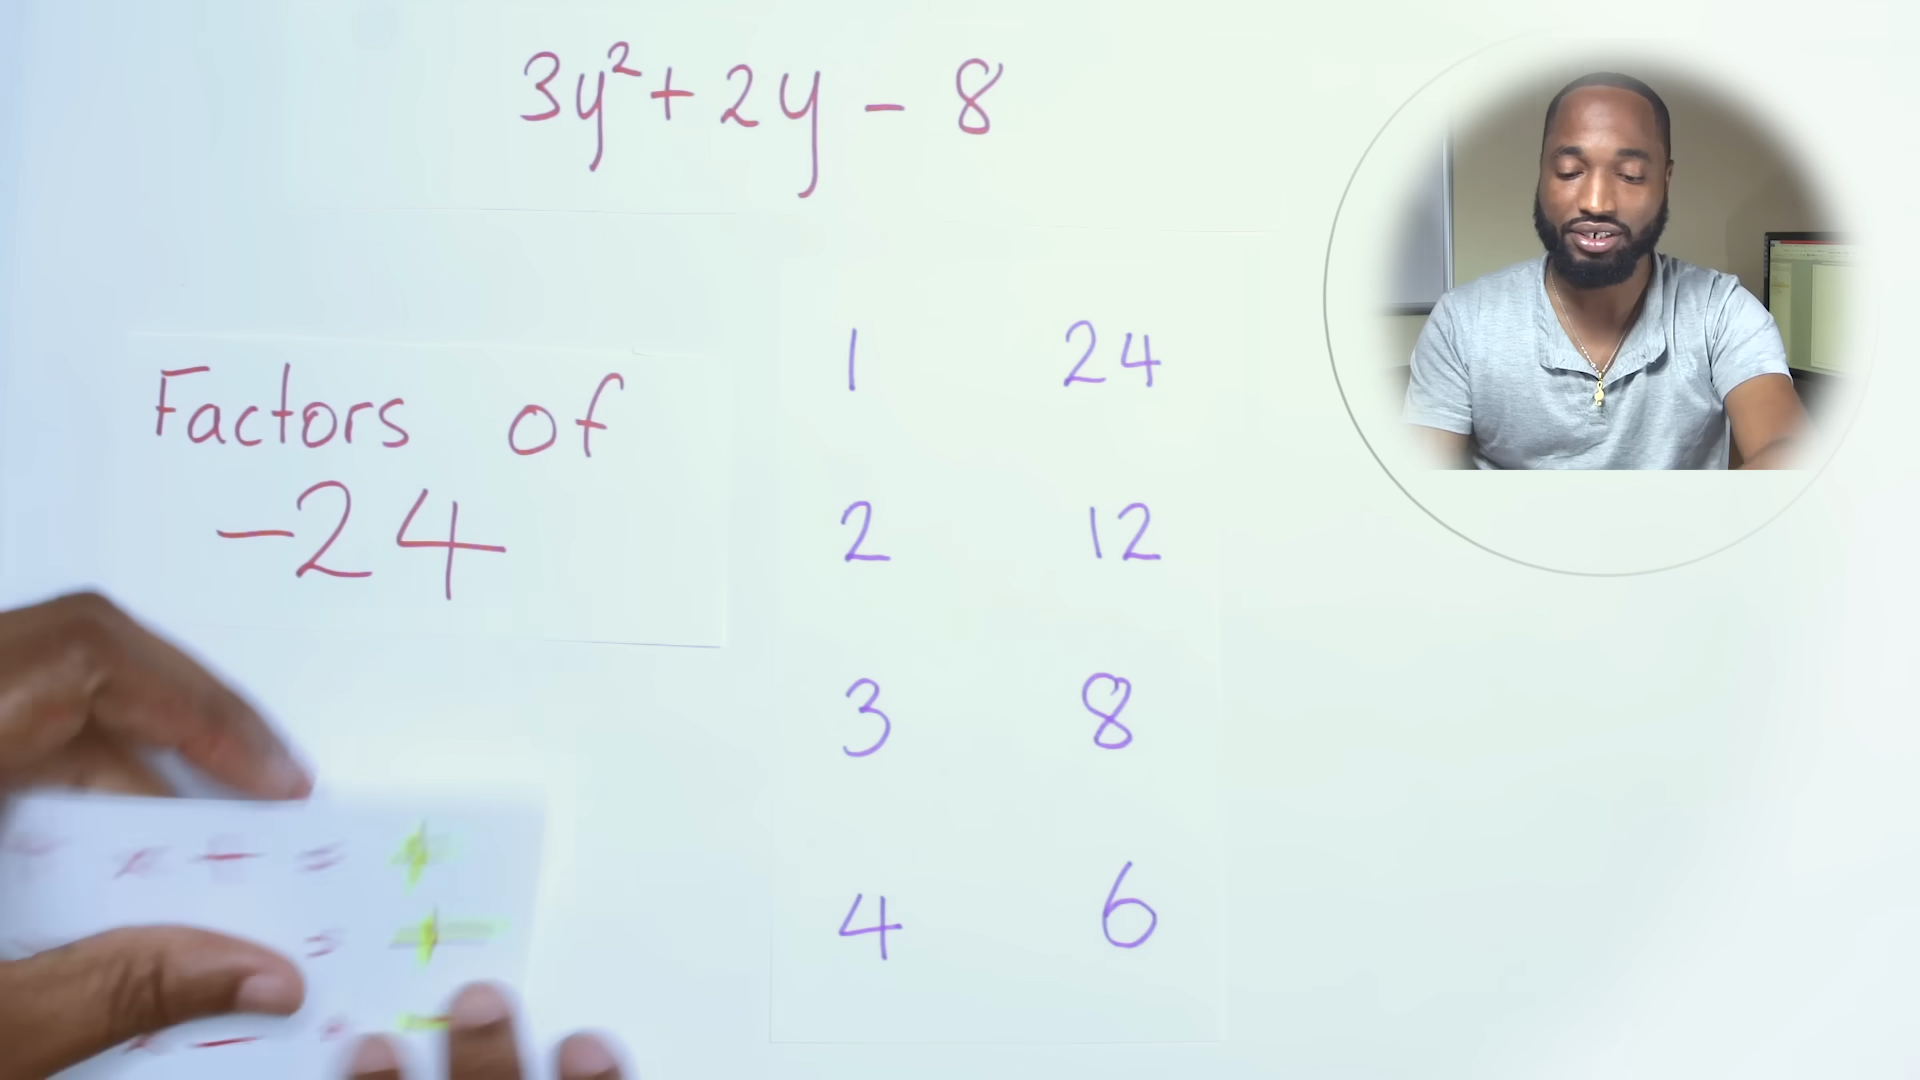 3y²+2y-8
Factors of
-24
1 24
2 12
3 8
4 6
x - = +
= +
x - = -